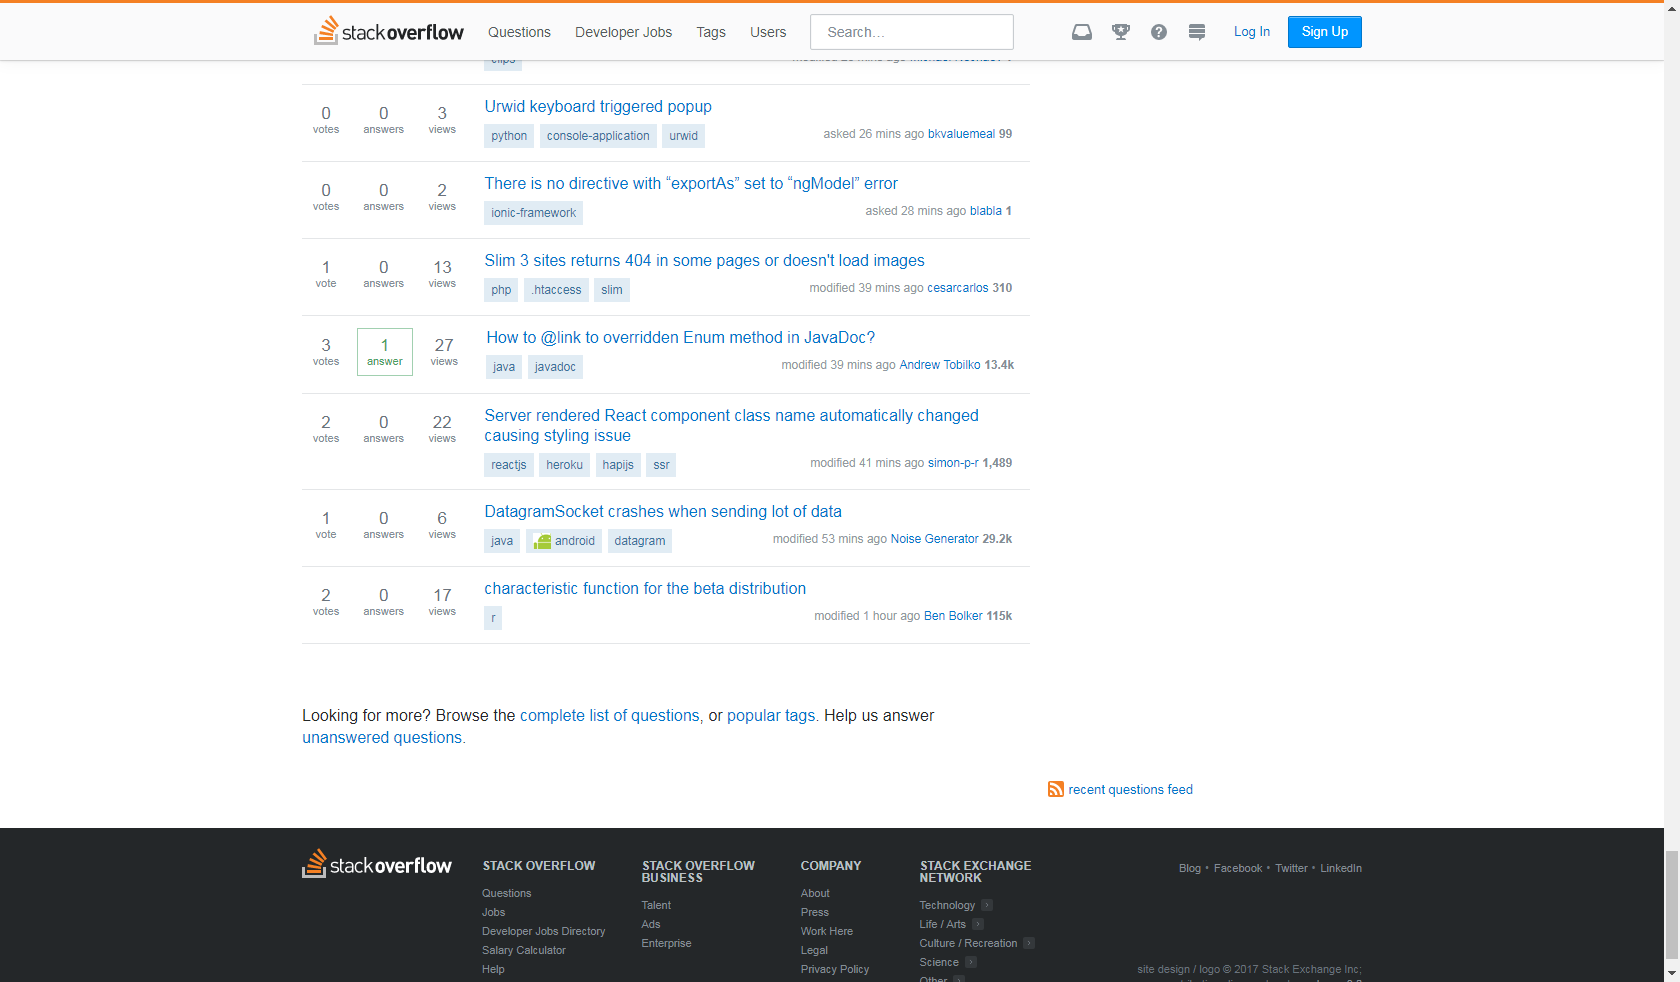 stackoverflow Questions Developer Jobs Tags Users Search... Log In Sign Up
0 votes 0 answers 3 views
Urwid keyboard triggered popup
python console-application urwid
asked 26 mins ago bkvaluemeal 99
0 votes 0 answers 2 views
There is no directive with “exportAs” set to “ngModel” error
ionic-framework
asked 28 mins ago blabla 1
1 vote 0 answers 13 views
Slim 3 sites returns 404 in some pages or doesn't load images
php .htaccess slim
modified 39 mins ago cesarcarlos 310
3 votes 1 answer 27 views
How to @link to overridden Enum method in JavaDoc?
java javadoc
modified 39 mins ago Andrew Tobilko 13.4k
2 votes 0 answers 22 views
Server rendered React component class name automatically changed
causing styling issue
reactjs heroku hapijs ssr
modified 41 mins ago simon-p-r 1,489
1 vote 0 answers 6 views
DatagramSocket crashes when sending lot of data
java android datagram
modified 53 mins ago Noise Generator 29.2k
2 votes 0 answers 17 views
characteristic function for the beta distribution
r
modified 1 hour ago Ben Bolker 115k
Looking for more? Browse the complete list of questions, or popular tags. Help us answer
unanswered questions.
recent questions feed
stackoverflow
STACK OVERFLOW
Questions
Jobs
Developer Jobs Directory
Salary Calculator
Help
STACK OVERFLOW
BUSINESS
Talent
Ads
Enterprise
COMPANY
About
Press
Work Here
Legal
Privacy Policy
STACK EXCHANGE
NETWORK
Technology
Life / Arts
Culture / Recreation
Science
Other
Blog • Facebook • Twitter • LinkedIn
site design / logo © 2017 Stack Exchange Inc;